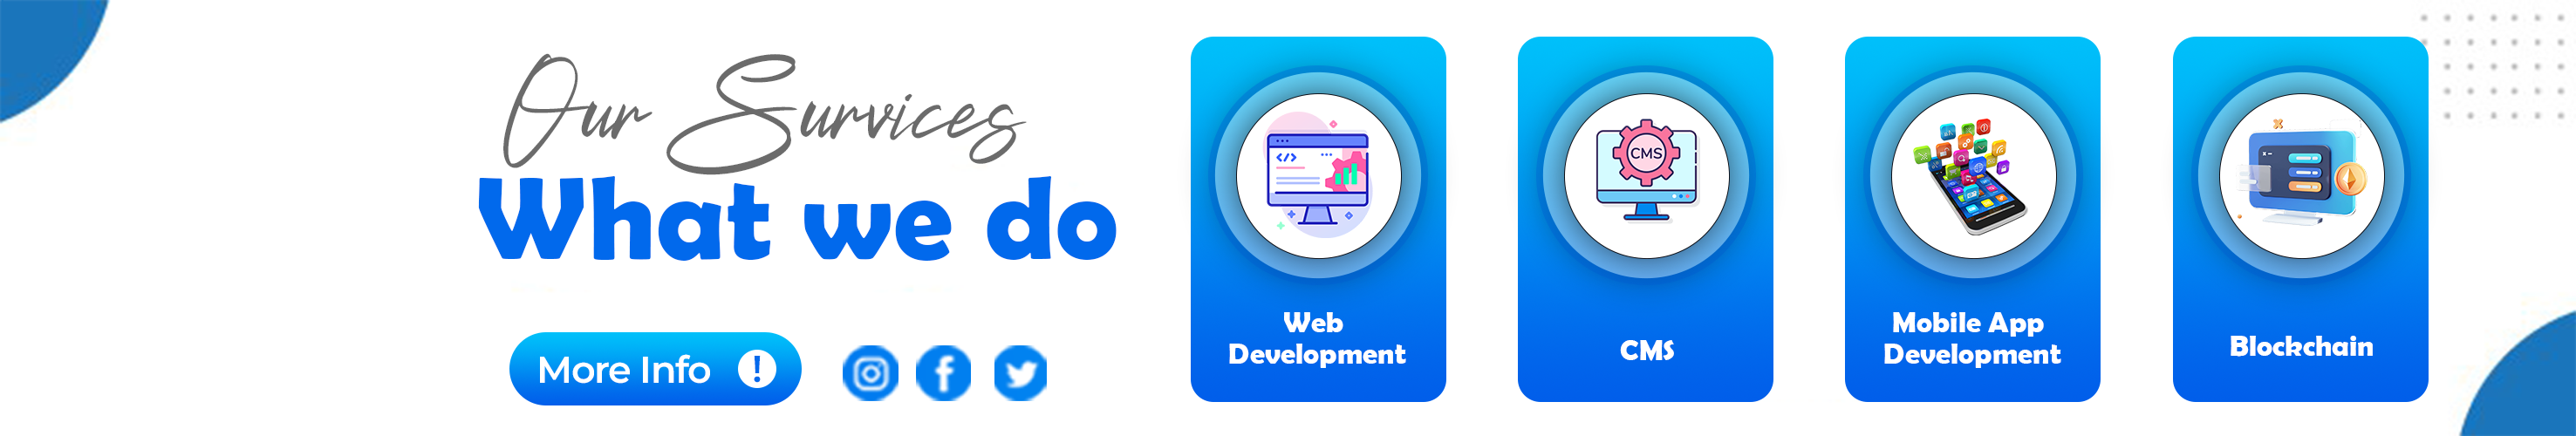 Our Survices
What we do
More Info !
Web
Development
CMS
CMS
Mobile App
Development
Blockchain